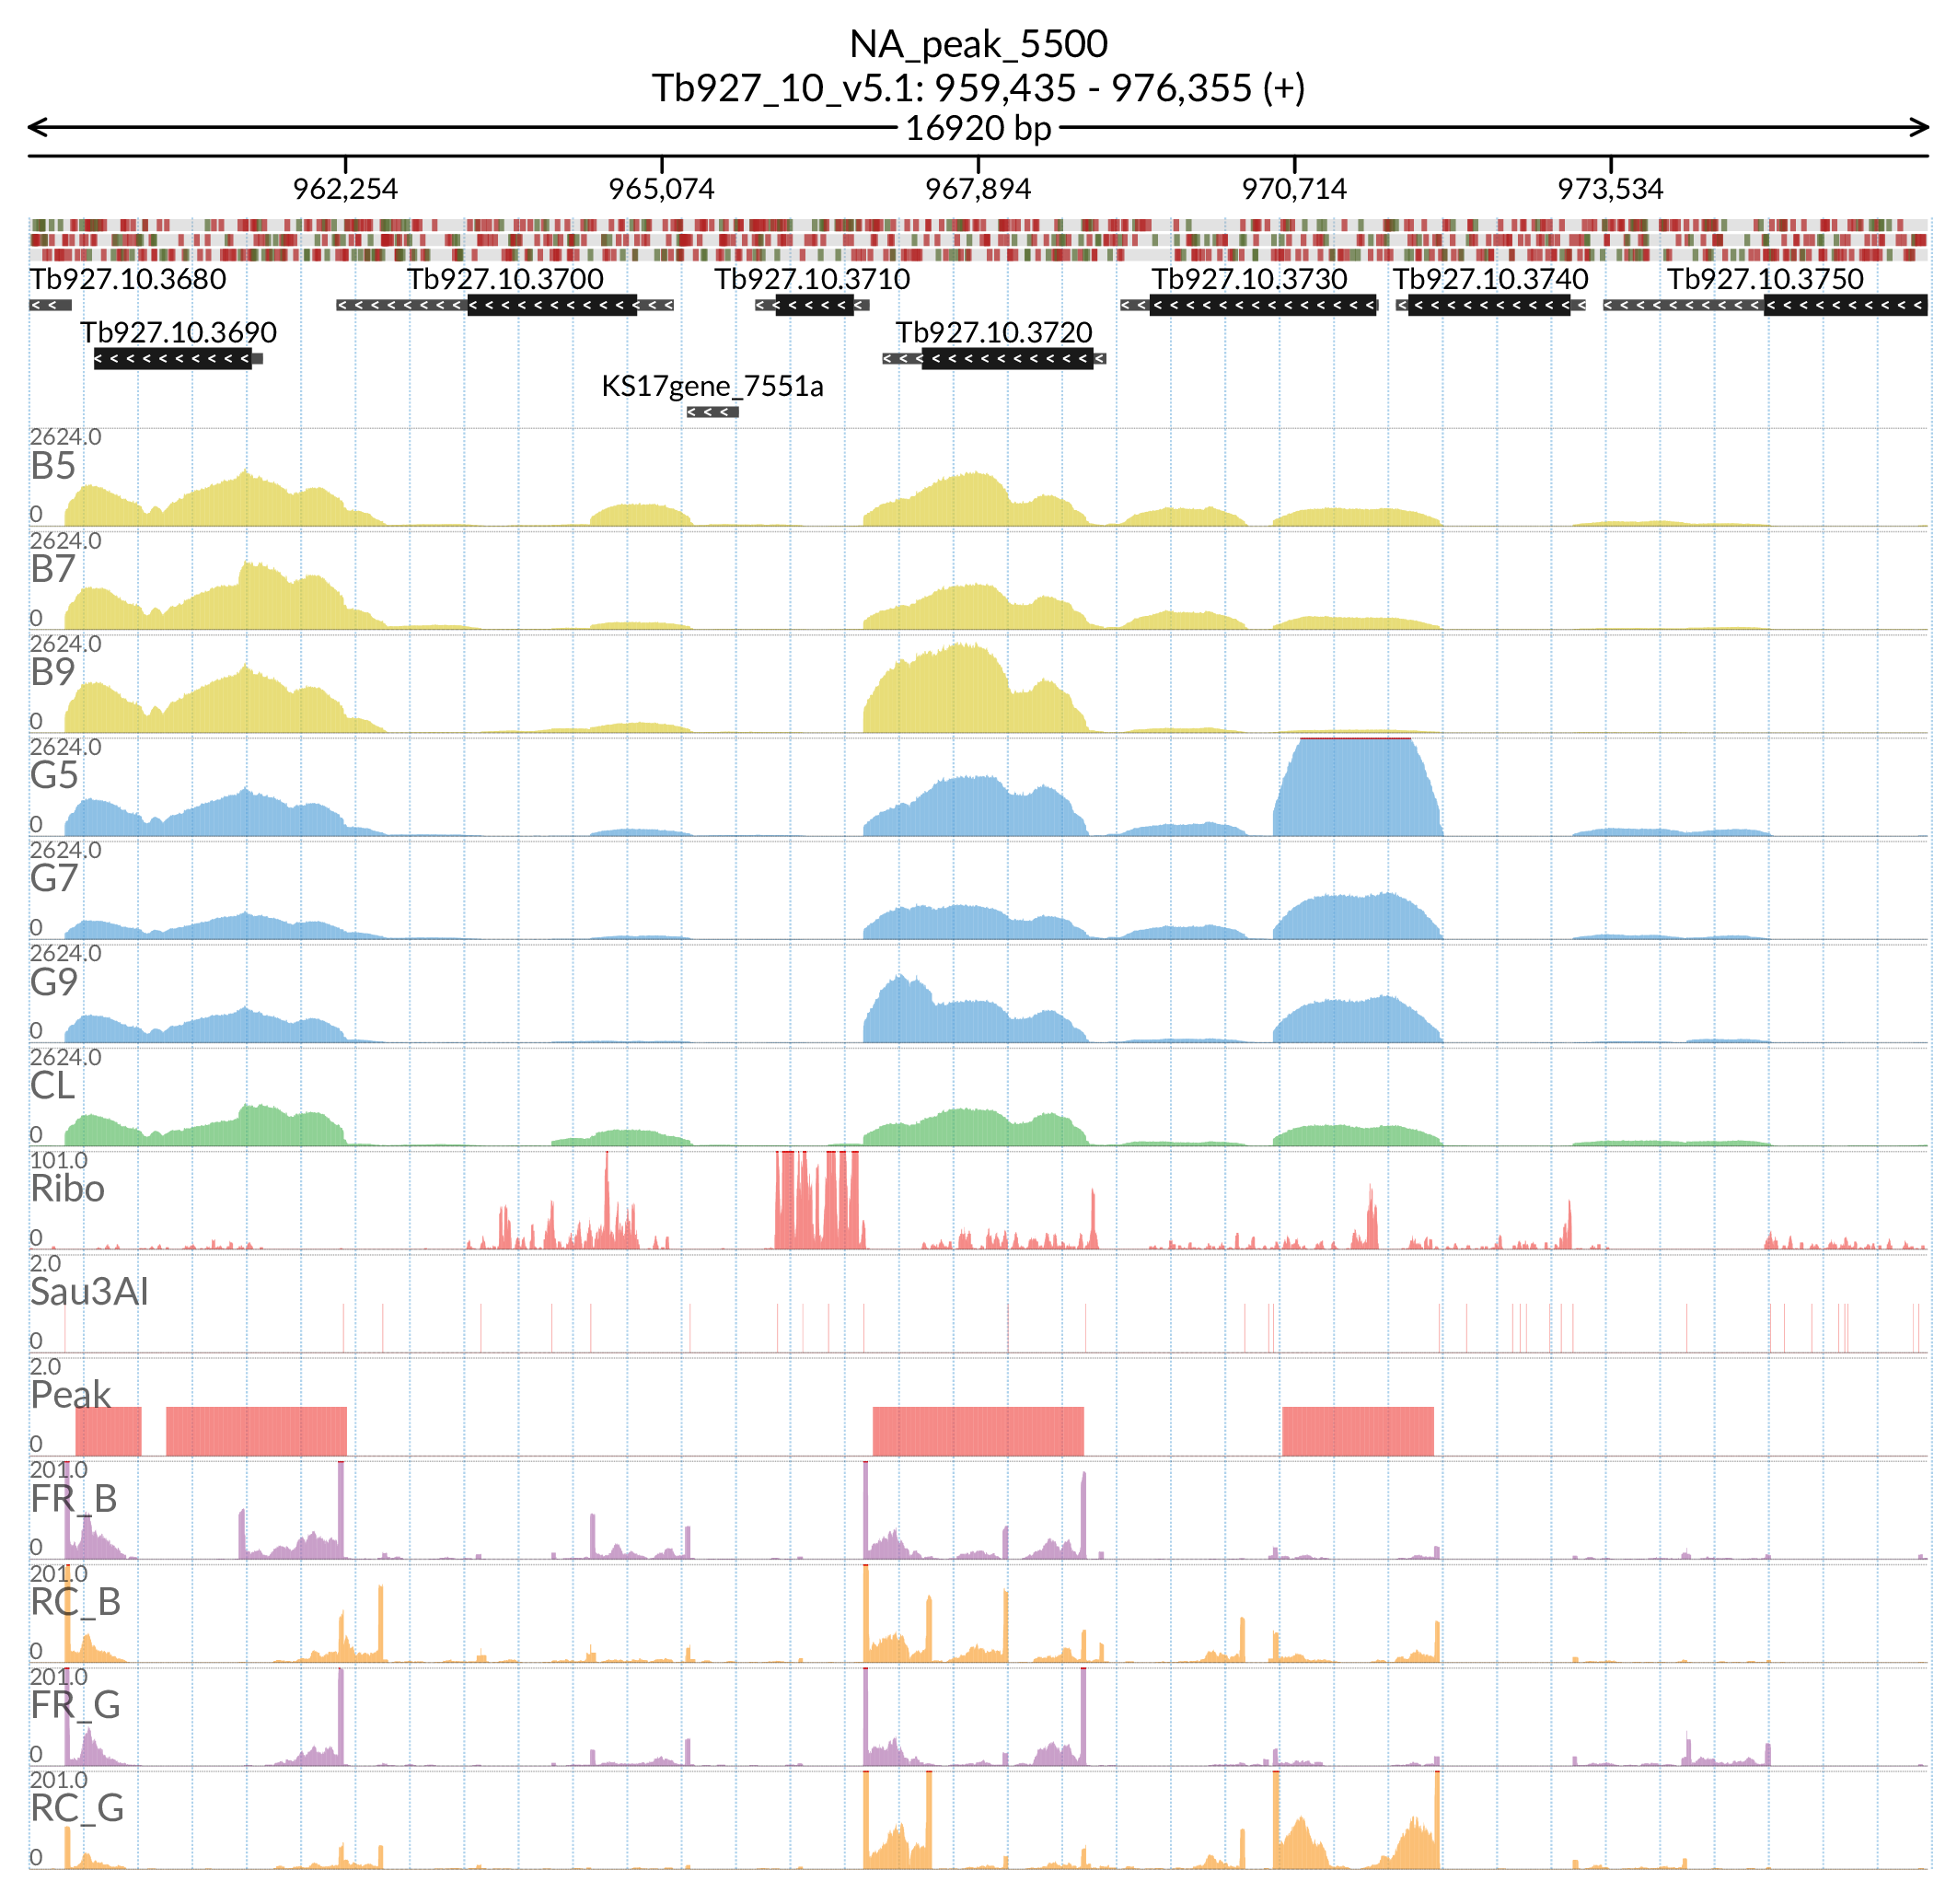 NA_peak_5500
Tb927_10_v5.1: 959,435 - 976,355 (+)
16920 bp
962,254 965,074 967,894 970,714 973,534
Tb927.10.3680 Tb927.10.3700 Tb927.10.3710 Tb927.10.3730 Tb927.10.3740 Tb927.10.3750
Tb927.10.3690 Tb927.10.3720
KS17gene_7551a
2624.0
B5
0
2624.0
B7
0
2624.0
B9
0
2624.0
G5
0
2624.0
G7
0
2624.0
G9
0
2624.0
CL
0
101.0
Ribo
0
2.0
Sau3AI
0
2.0
Peak
0
201.0
FR_B
0
201.0
RC_B
0
201.0
FR_G
0
201.0
RC_G
0